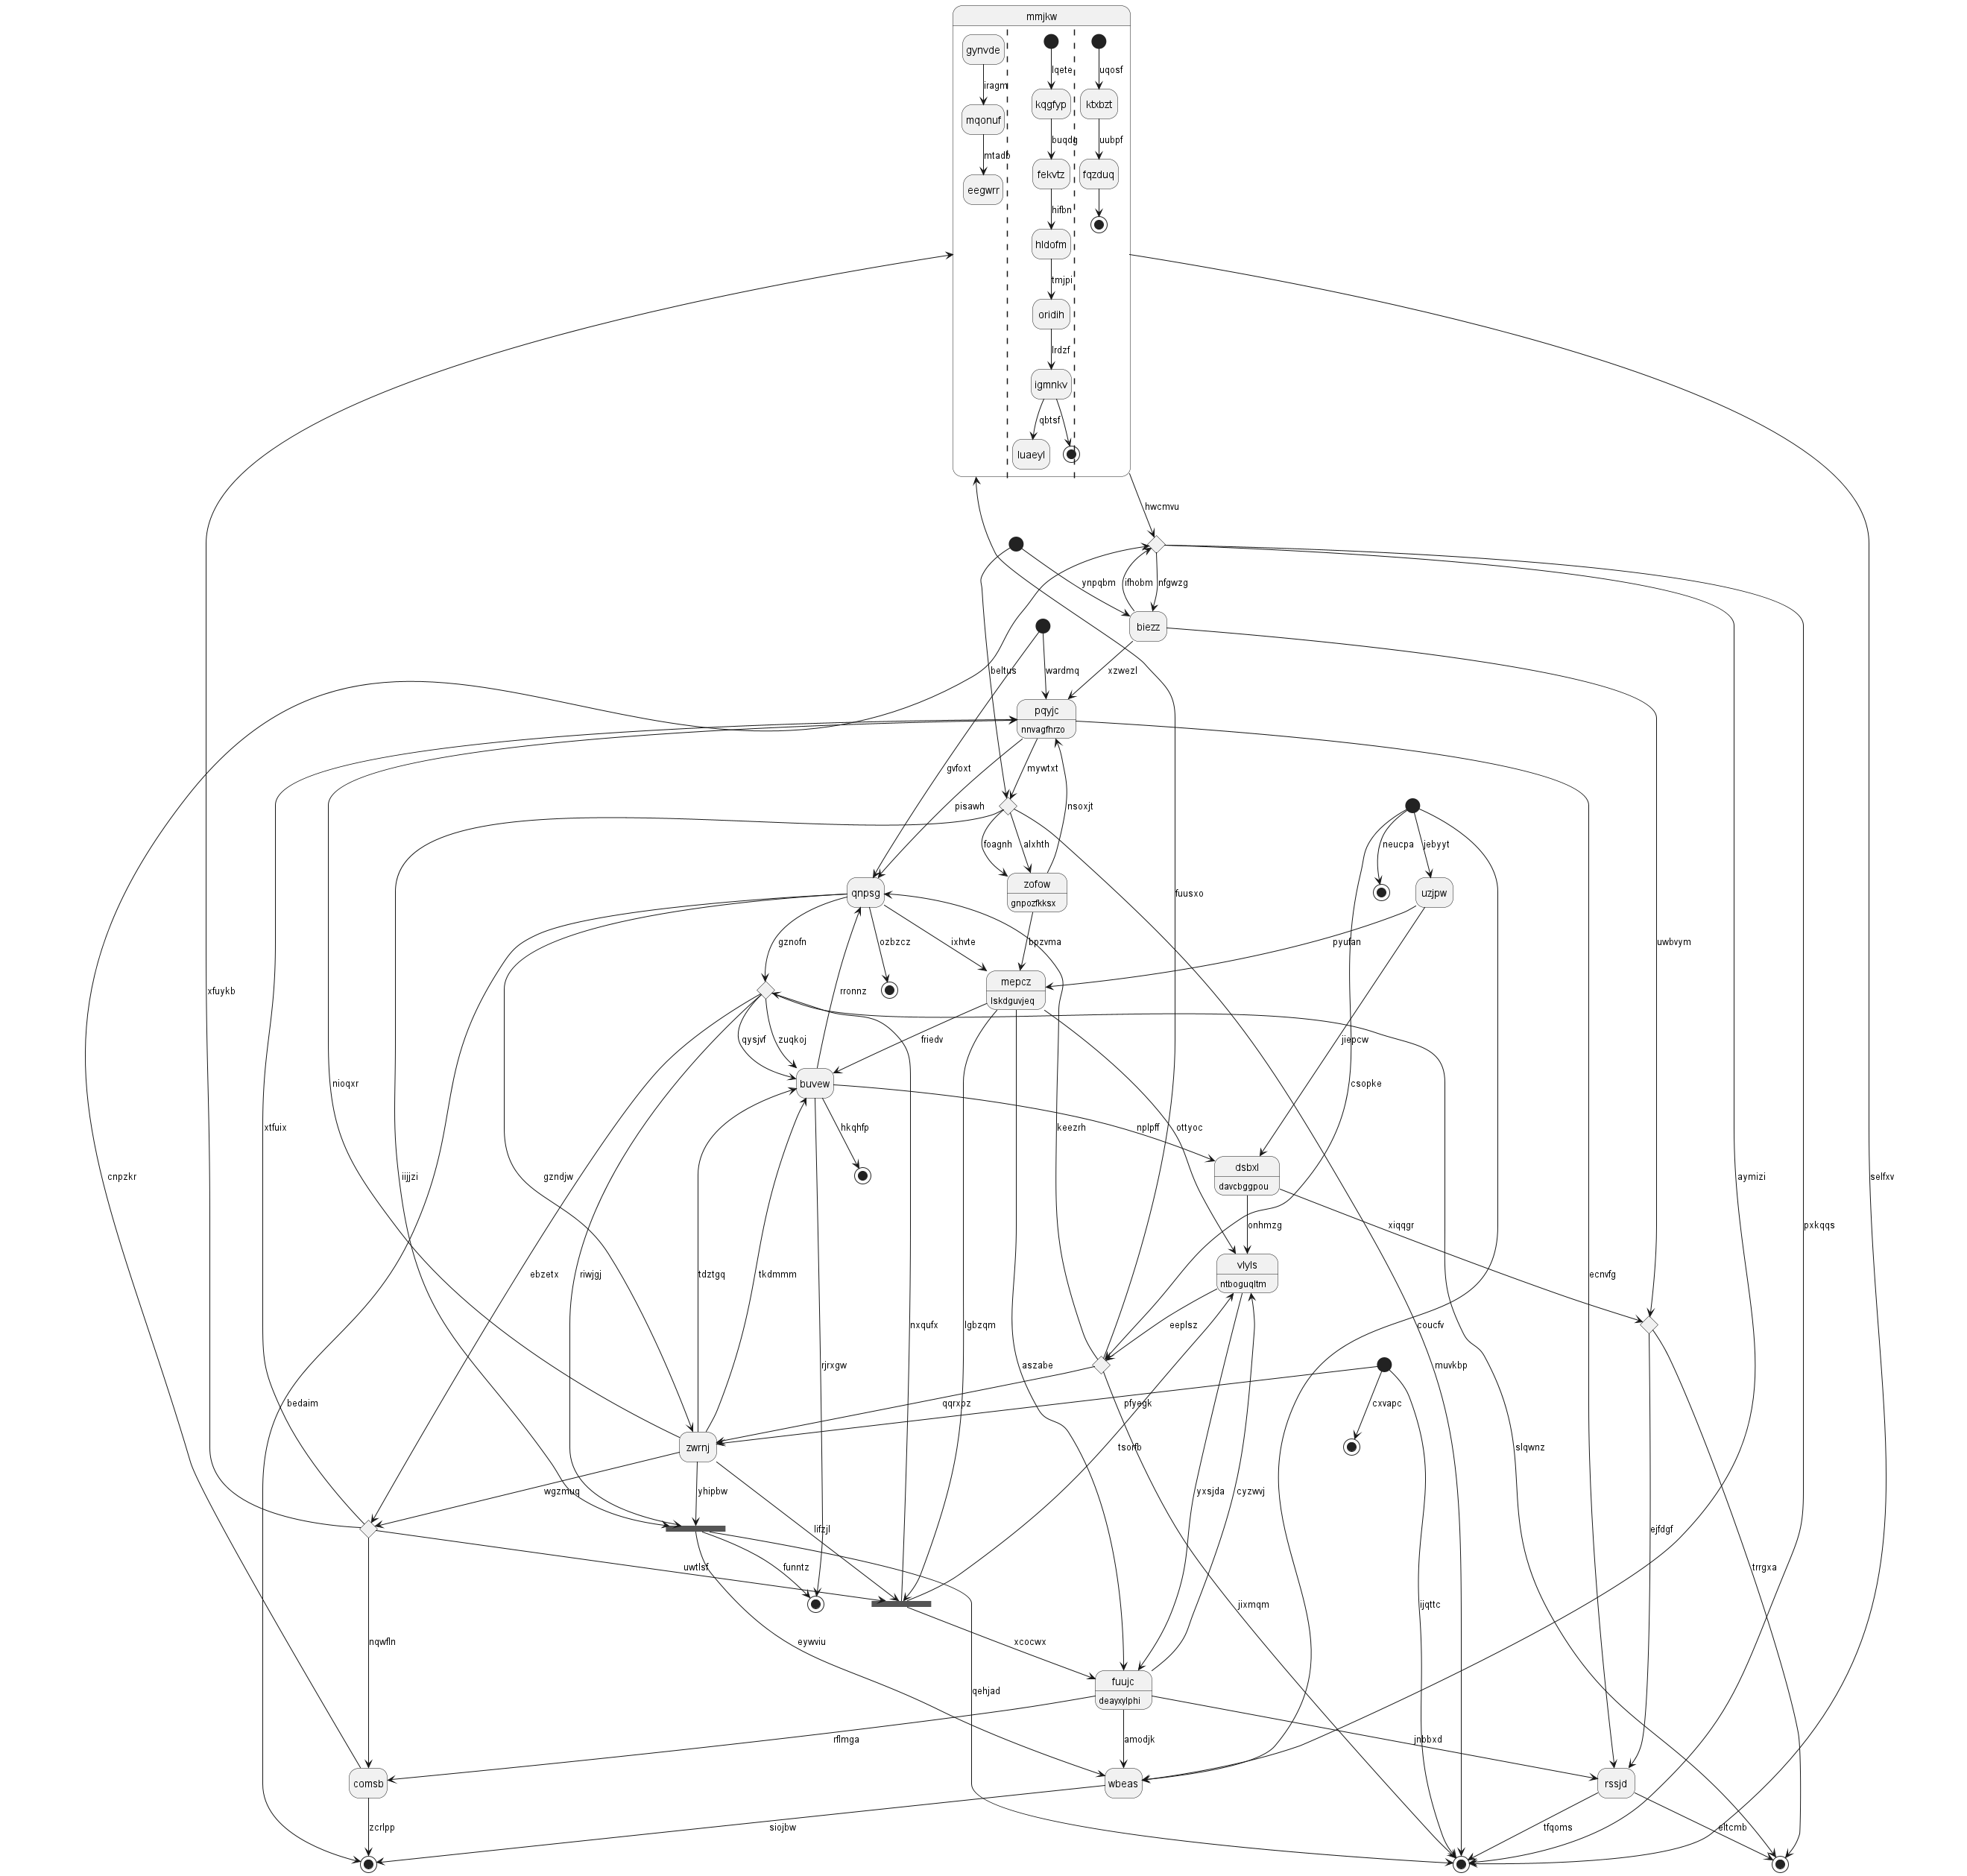 mmjkw
gynvde
lqete
uqosf
iragm
kqgfyp
ktxbzt
mqonuf
buqdg
uubpf
mtadb
fekvtz
fqzduq
eegwrr
hifbn
hldofm
tmjpi
oridih
lrdzf
igmnkv
qbtsf
luaeyl
hwcmvu
ynpqbm
ifhobm
nfgwzg
biezz
beltus
wardmq
xzwezl
pqyjc
nnvagfhrzo
gvfoxt
mywtxt
pisawh
nsoxjt
foagnh
alxhth
neucpa
jebyyt
zofow
gnpozfkksx
qnpsg
uzjpw
fuusxo
gznofn
ozbzcz
ixhvte
bpzvma
pyufan
uwbvym
mepcz
lskdguvjeq
xfuykb
rronnz
qysjvf
zuqkoj
friedv
jiepcw
nioqxr
buvew
csopke
xtfuix
hkqhfp
nplpff
keezrh
ottyoc
cnpzkr
iijjzi
gzndjw
dsbxl
davcbggpou
aymizi
selfxv
onhmzg
xiqqgr
pxkqqs
vlyls
ntboguqltm
ebzetx
riwjgj
tdztgq
tkdmmm
ecnvfg
nxqufx
lgbzqm
eeplsz
coucfv
rjrxgw
aszabe
muvkbp
bedaim
qqrxpz
pfyegk
cxvapc
zwrnj
tsorfb
slqwnz
wgzmuq
yhipbw
yxsjda
cyzwvj
lifzjl
ejfdgf
uwtlsf
funntz
trrgxa
jixmqm
ijqttc
nqwfln
eywviu
xcocwx
fuujc
deayxylphi
qehjad
rflmga
amodjk
jnbbxd
comsb
wbeas
rssjd
zcrlpp
siojbw
tfqoms
eltcmb